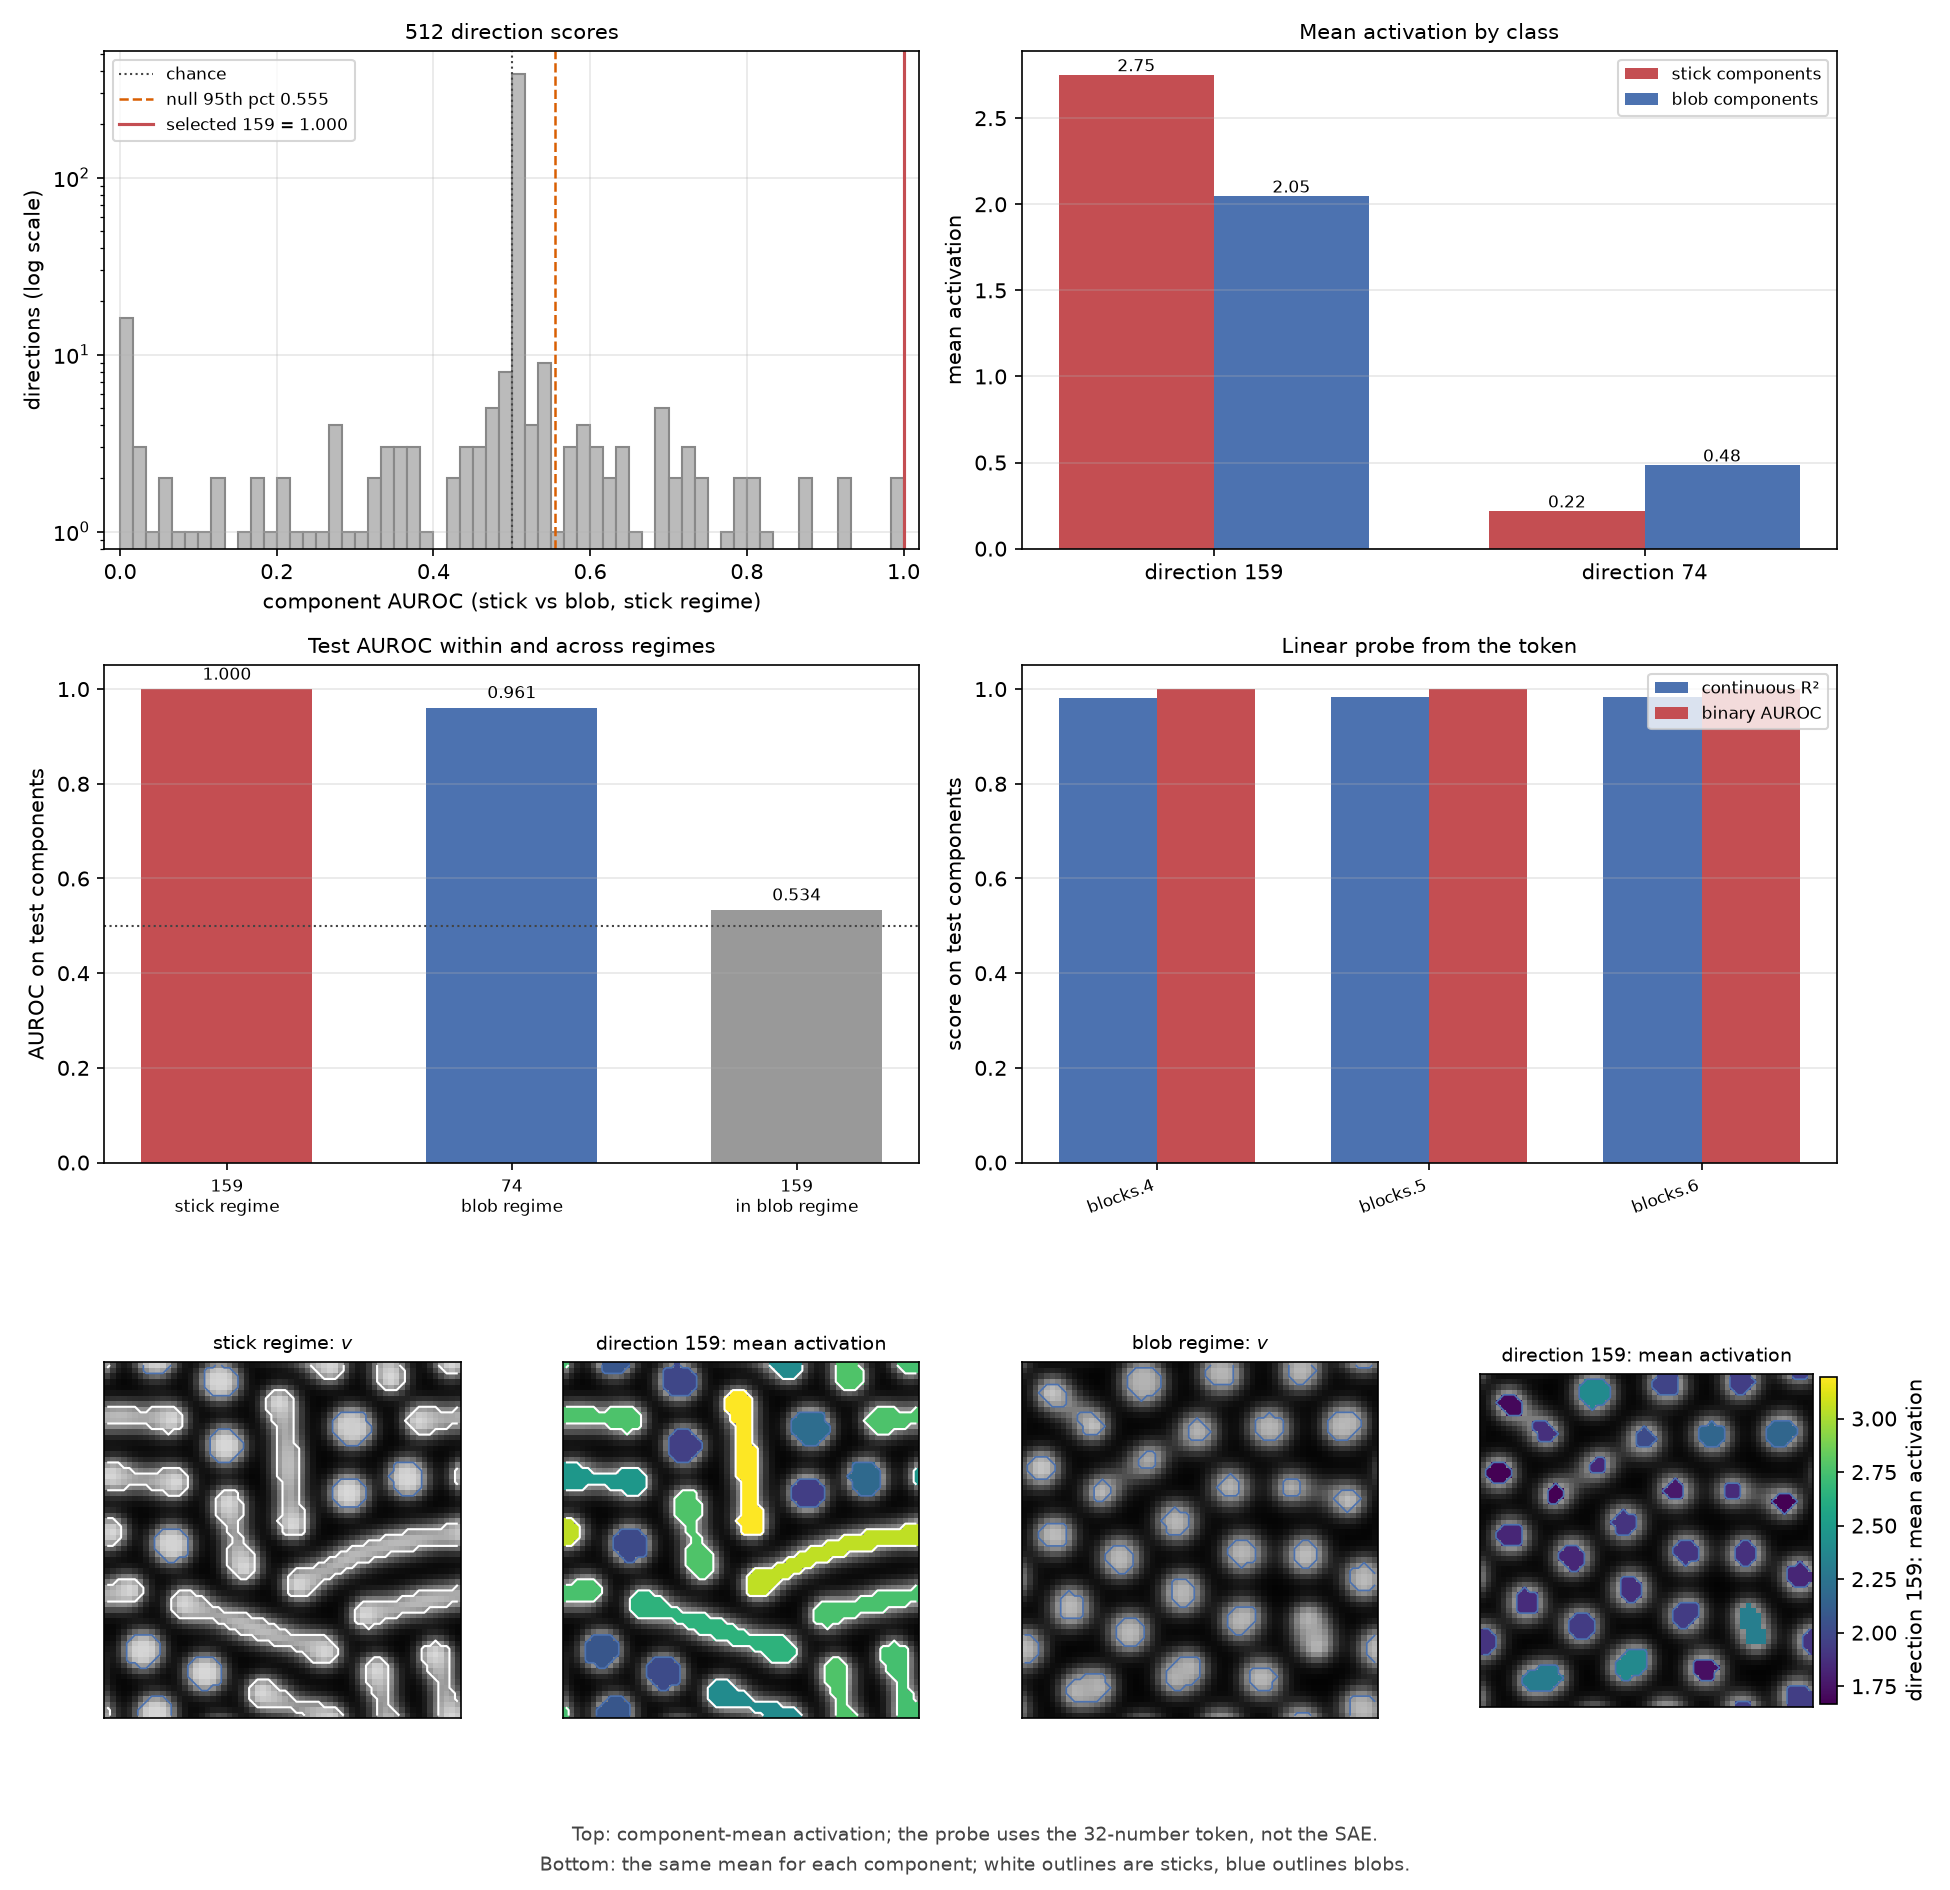 512 direction scores
chance
null 95th pct 0.555
selected 159 = 1.000
directions (log scale)
10²
10¹
10⁰
0.0 0.2 0.4 0.6 0.8 1.0
component AUROC (stick vs blob, stick regime)
Mean activation by class
stick components
blob components
2.75
2.05
0.22
0.48
mean activation
2.5
2.0
1.5
1.0
0.5
0.0
direction 159 direction 74
Test AUROC within and across regimes
1.000
0.961
0.534
AUROC on test components
1.0
0.8
0.6
0.4
0.2
0.0
159 74 159
stick regime blob regime in blob regime
Linear probe from the token
continuous R²
binary AUROC
score on test components
1.0
0.8
0.6
0.4
0.2
0.0
blocks.4 blocks.5 blocks.6
stick regime: v
direction 159: mean activation
blob regime: v
direction 159: mean activation
3.00
2.75
2.50
2.25
2.00
1.75
direction 159: mean activation
Top: component-mean activation; the probe uses the 32-number token, not the SAE.
Bottom: the same mean for each component; white outlines are sticks, blue outlines blobs.